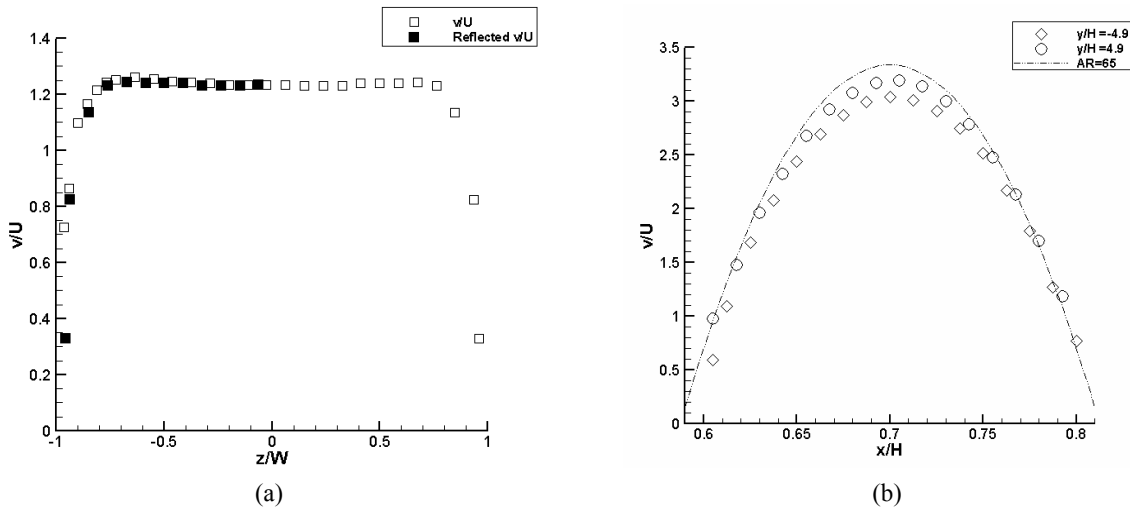 v/U
Reflected v/U
1.4
1.2
1
0.8
0.6
0.4
0.2
0
v/U
-1
-0.5
0
0.5
1
z/W
(a)
y/H =-4.9
y/H=4.9
AR=65
3.5
3
2.5
2
1.5
1
0.5
0
v/U
0.6
0.65
0.7
0.75
0.8
x/H
(b)